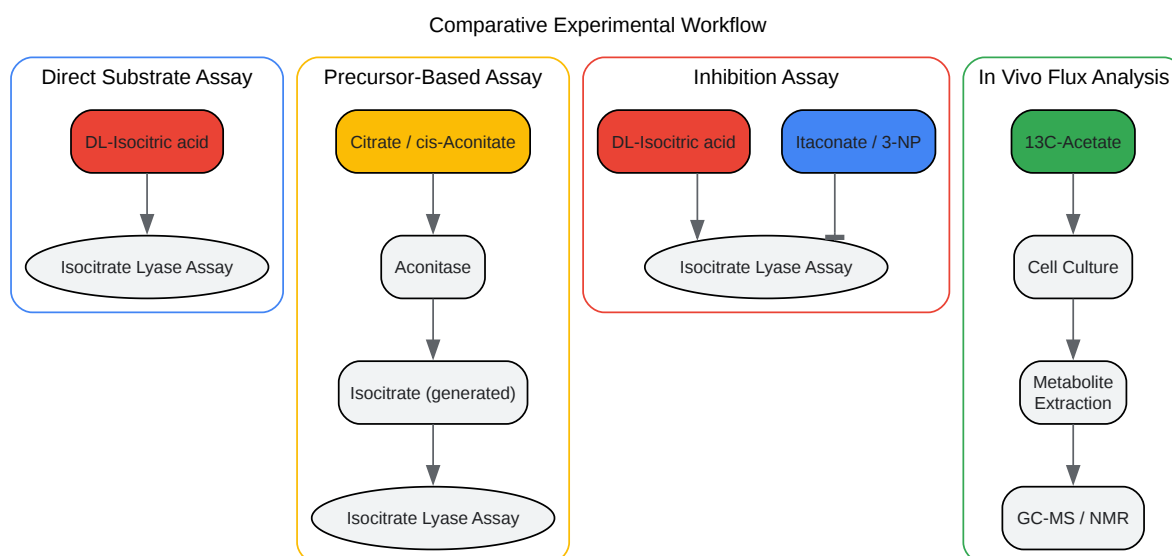 Comparative Experimental Workflow
Direct Substrate Assay
DL-Isocitric acid
Isocitrate Lyase Assay
Precursor-Based Assay
Citrate / cis-Aconitate
Aconitase
Isocitrate (generated)
Isocitrate Lyase Assay
Inhibition Assay
DL-Isocitric acid
Itaconate / 3-NP
Isocitrate Lyase Assay
In Vivo Flux Analysis
13C-Acetate
Cell Culture
Metabolite
Extraction
GC-MS / NMR